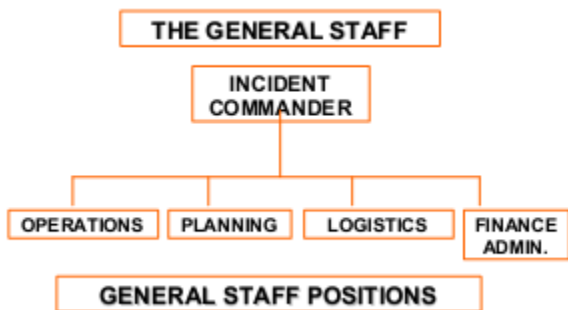 THE GENERAL STAFF
INCIDENT
COMMANDER
OPERATIONS
PLANNING
LOGISTICS
FINANCE
ADMIN.
GENERAL STAFF POSITIONS